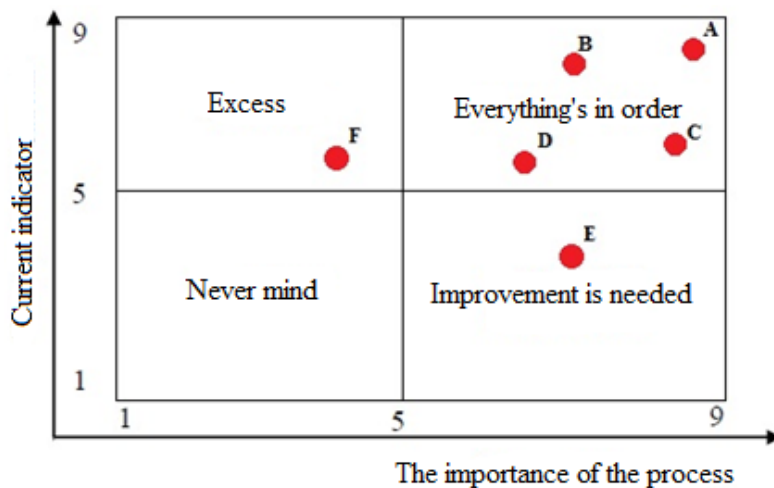 9
A
B
Excess
Everything's in order
F
D
C
5
E
Never mind
Improvement is needed
Current indicator
1
1
5
9
The importance of the process